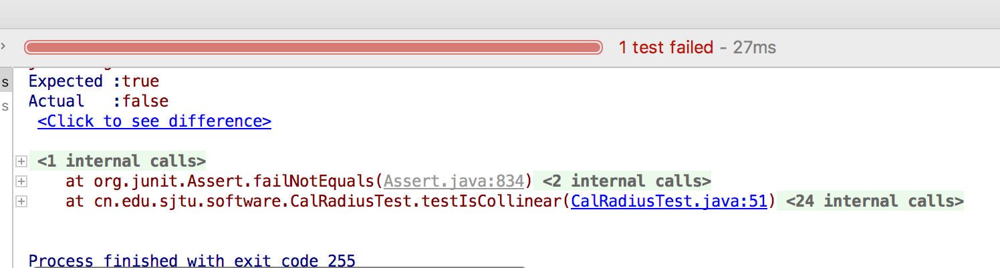 1 test failed - 27ms
s Expected :true
s Actual   :false
<Click to see difference>
<1 internal calls>
at org.junit.Assert.failNotEquals(Assert.java:834) <2 internal calls>
at cn.edu.sjtu.software.CalRadiusTest.testIsCollinear(CalRadiusTest.java:51) <24 internal calls>
Process finished with exit code 255